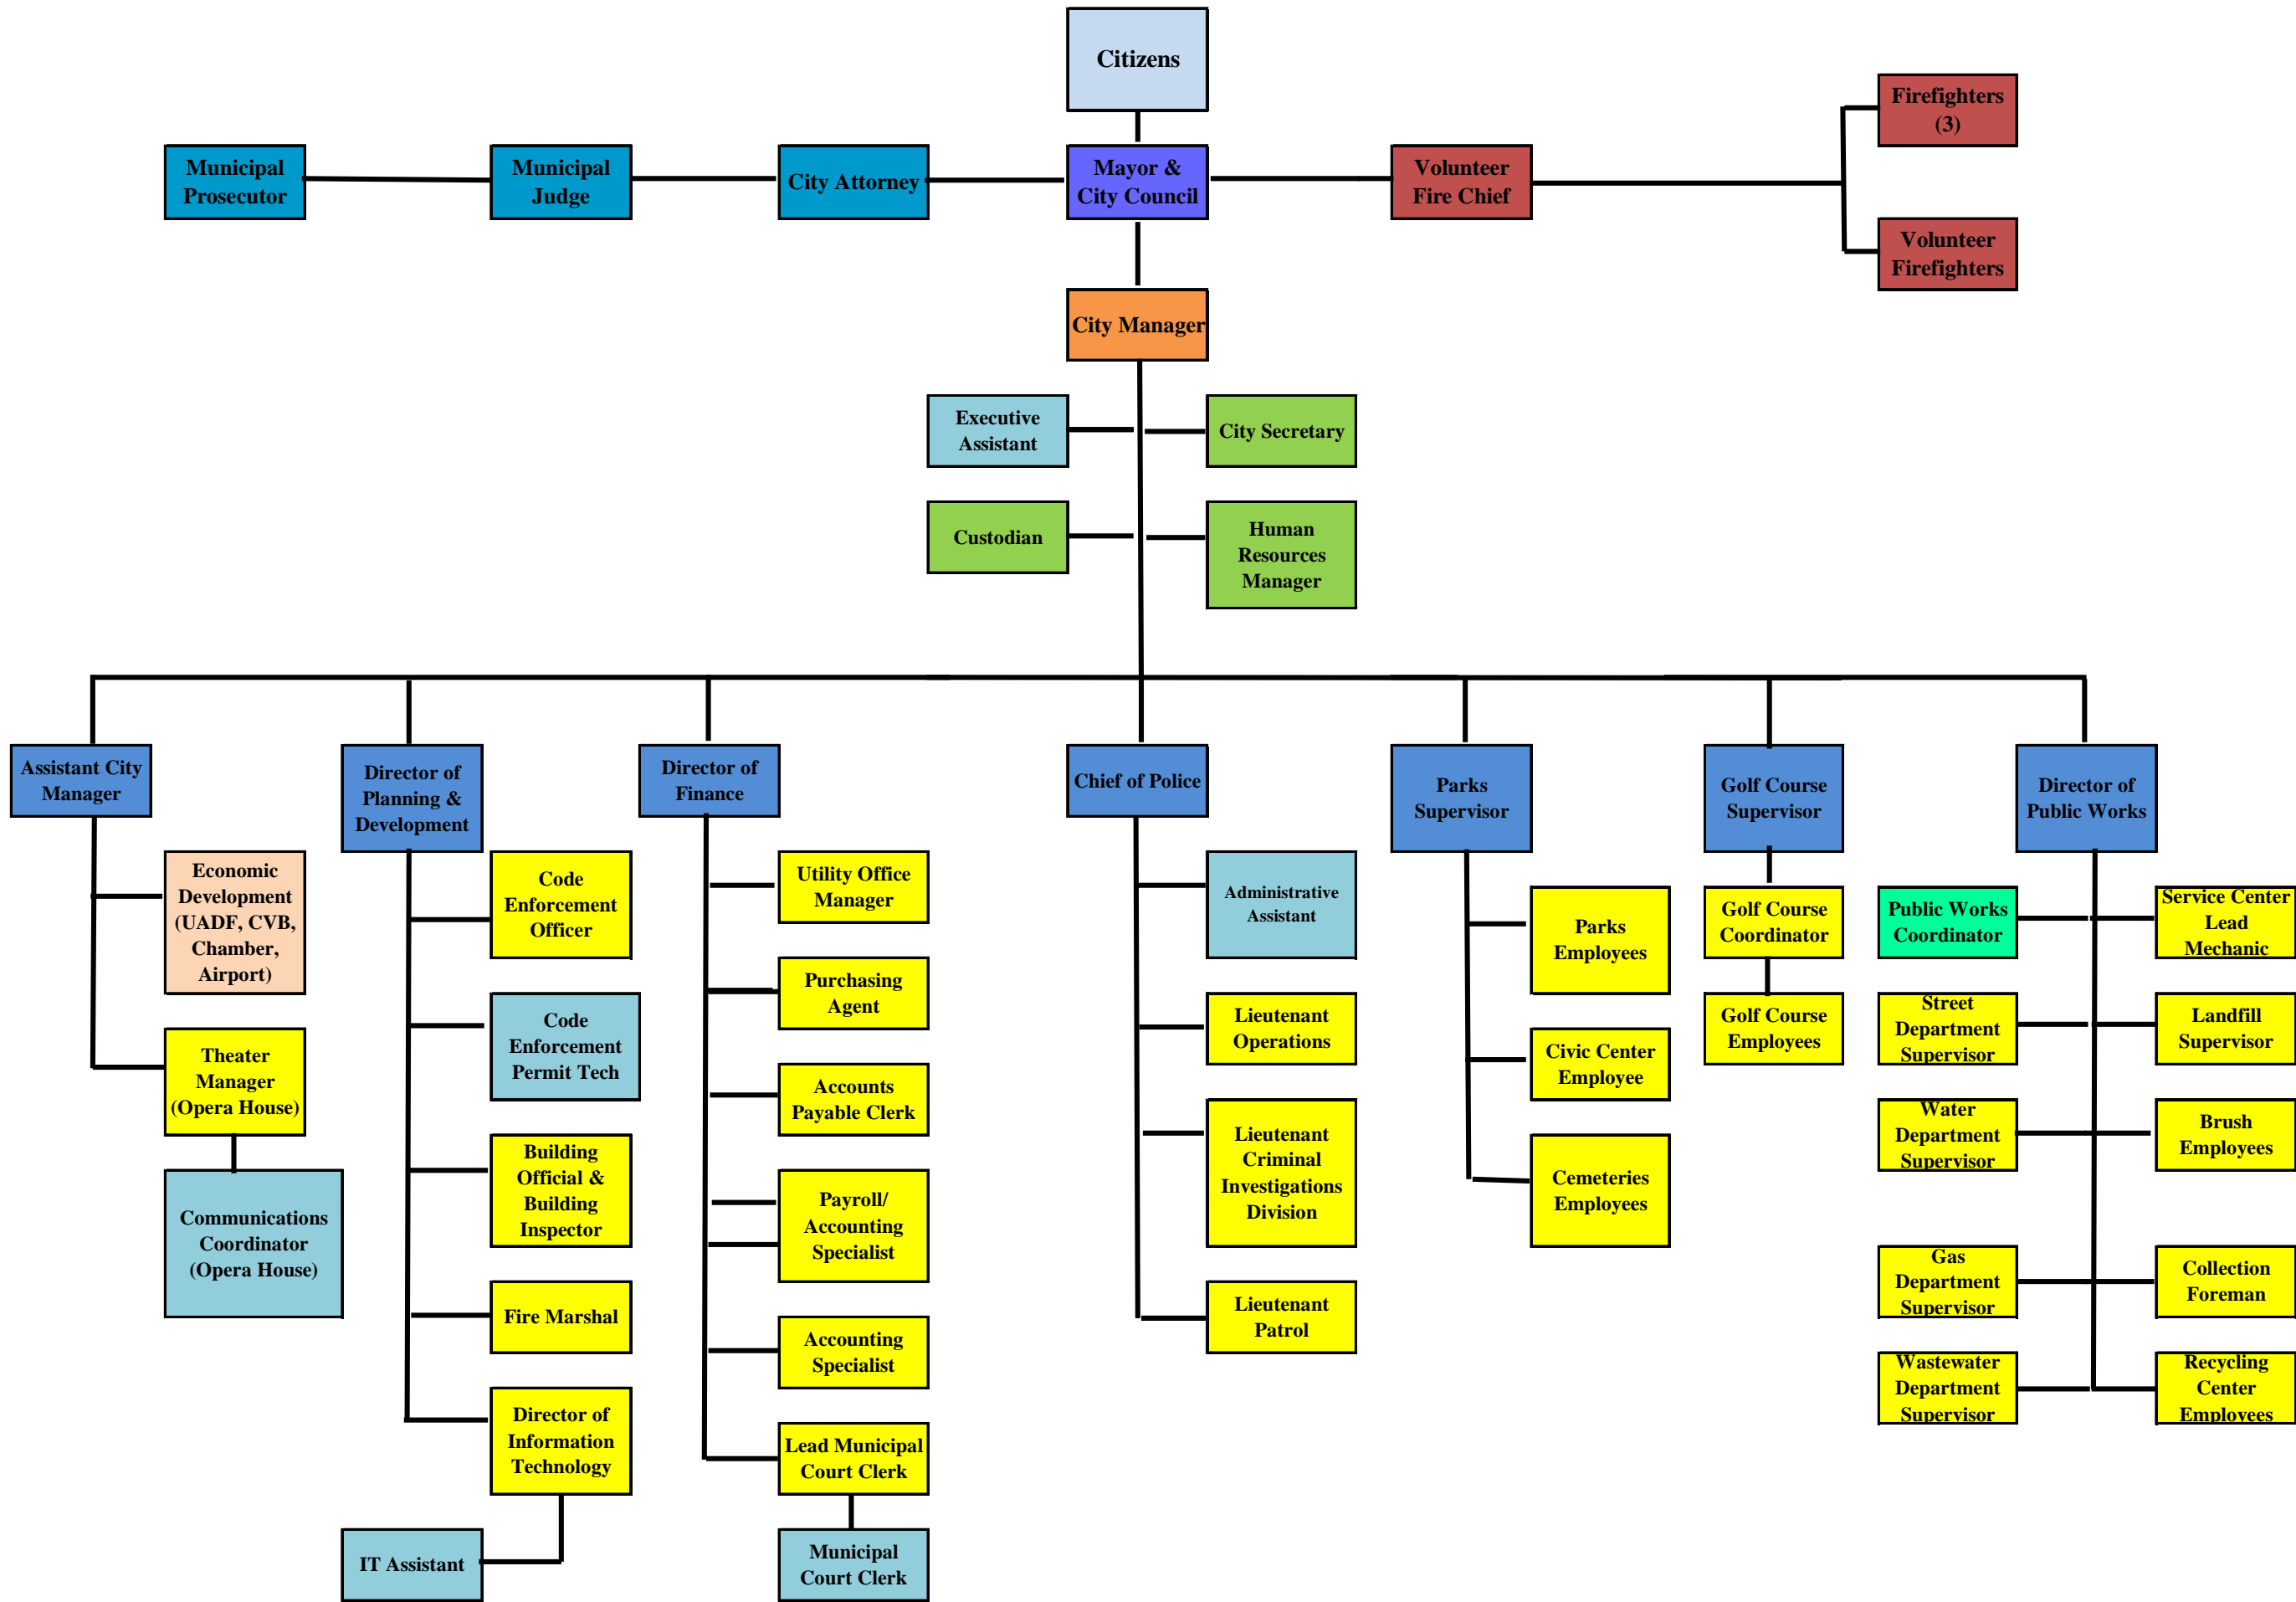 Citizens
Firefighters
(3)
Municipal
Prosecutor
Municipal
Judge
City Attorney
Mayor &
City Council
Volunteer
Fire Chief
Volunteer
Firefighters
City Manager
Executive
Assistant
City Secretary
Custodian
Human
Resources
Manager
Assistant City
Manager
Director of
Planning &
Development
Director of
Finance
Chief of Police
Parks
Supervisor
Golf Course
Supervisor
Director of
Public Works
Economic
Development
(UADF, CVB,
Chamber,
Airport)
Theater
Manager
(Opera House)
Communications
Coordinator
(Opera House)
Code
Enforcement
Officer
Code
Enforcement
Permit Tech
Building
Official &
Building
Inspector
Fire Marshal
Director of
Information
Technology
IT Assistant
Utility Office
Manager
Purchasing
Agent
Accounts
Payable Clerk
Payroll/
Accounting
Specialist
Accounting
Specialist
Lead Municipal
Court Clerk
Municipal
Court Clerk
Administrative
Assistant
Lieutenant
Operations
Lieutenant
Criminal
Investigations
Division
Lieutenant
Patrol
Parks
Employees
Civic Center
Employee
Cemeteries
Employees
Golf Course
Coordinator
Golf Course
Employees
Public Works
Coordinator
Service Center
Lead
Mechanic
Street
Department
Supervisor
Landfill
Supervisor
Water
Department
Supervisor
Brush
Employees
Gas
Department
Supervisor
Collection
Foreman
Wastewater
Department
Supervisor
Recycling
Center
Employees